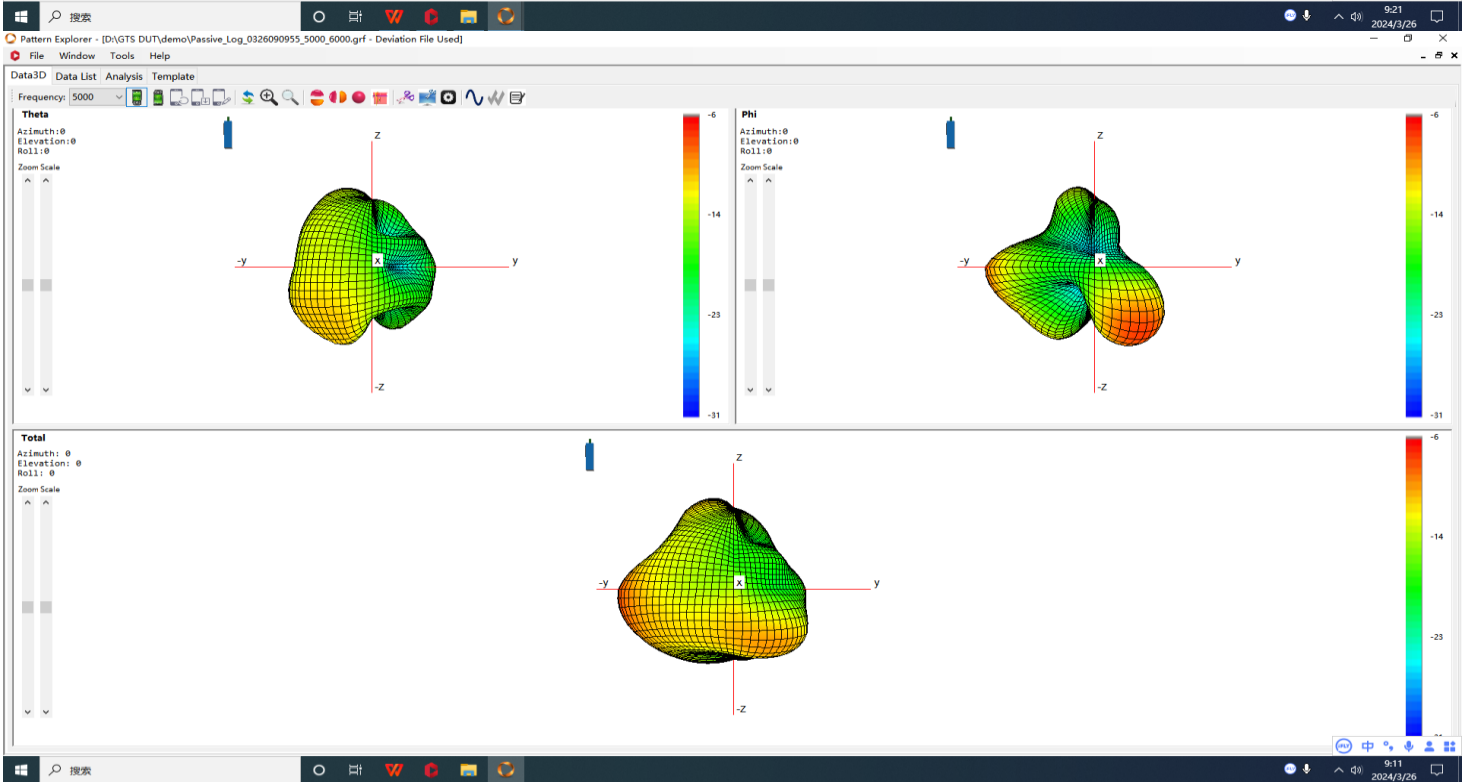 搜索
9:21
2024/3/26
Pattern Explorer - [D:\GTS DUT\demo\Passive_Log_0326090955_5000_6000.grf - Deviation File Used]
File Window Tools Help
Data3D Data List Analysis Template
Frequency: 5000
Theta
Azimuth:0
Elevation:0
Roll:0
Zoom Scale
Z
-y
X
y
-Z
-6
-14
-23
-31
Phi
Azimuth:0
Elevation:0
Roll:0
Zoom Scale
Z
-y
X
y
-Z
-6
-14
-23
-31
Total
Azimuth: 0
Elevation: 0
Roll: 0
Zoom Scale
Z
-y
X
y
-Z
-6
-14
-23
中
搜索
9:11
2024/3/26